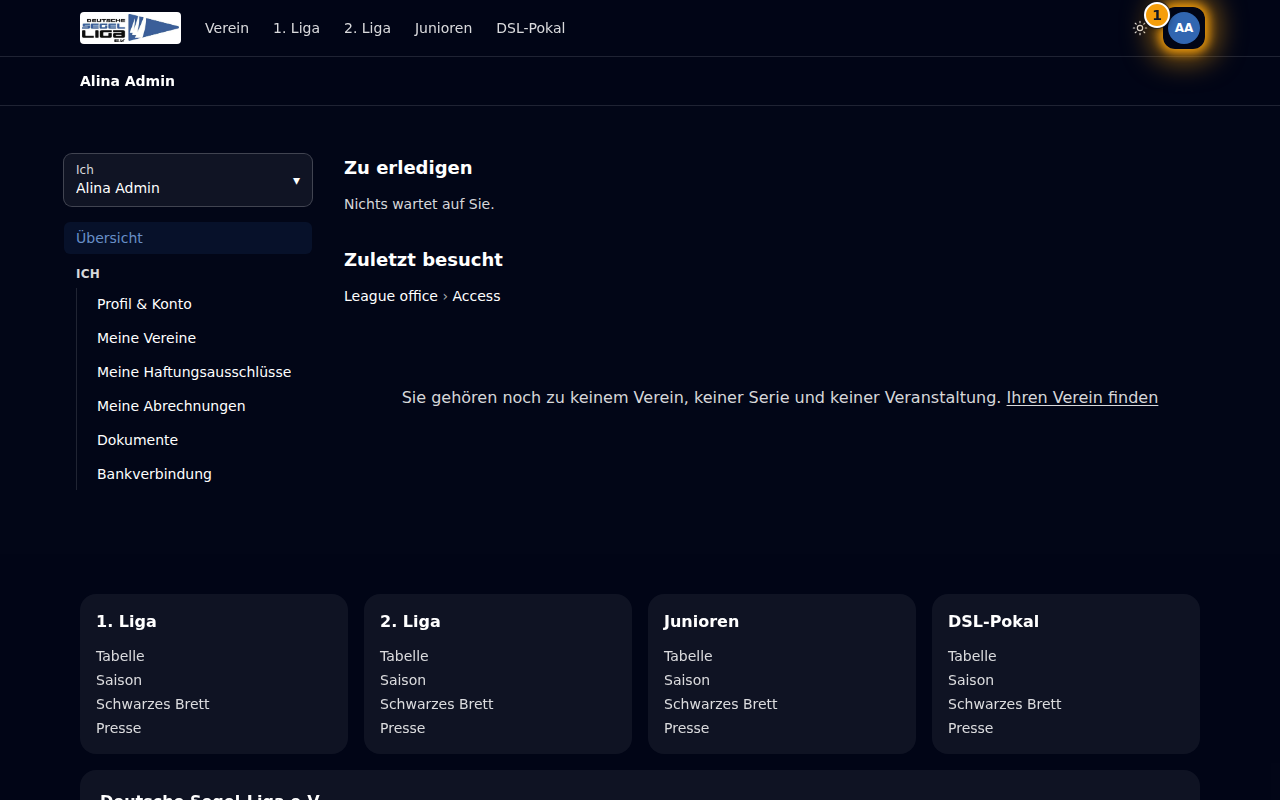 DEUTSCHE
SEGEL
LIGA
e.V.
Verein
1. Liga
2. Liga
Junioren
DSL-Pokal
1
AA
Alina Admin
Ich
Alina Admin
▾
Übersicht
ICH
Profil & Konto
Meine Vereine
Meine Haftungsausschlüsse
Meine Abrechnungen
Dokumente
Bankverbindung
Zu erledigen
Nichts wartet auf Sie.
Zuletzt besucht
League office › Access
Sie gehören noch zu keinem Verein, keiner Serie und keiner Veranstaltung. Ihren Verein finden
1. Liga
Tabelle
Saison
Schwarzes Brett
Presse
2. Liga
Tabelle
Saison
Schwarzes Brett
Presse
Junioren
Tabelle
Saison
Schwarzes Brett
Presse
DSL-Pokal
Tabelle
Saison
Schwarzes Brett
Presse
Deutsche Segel-Liga e.V.